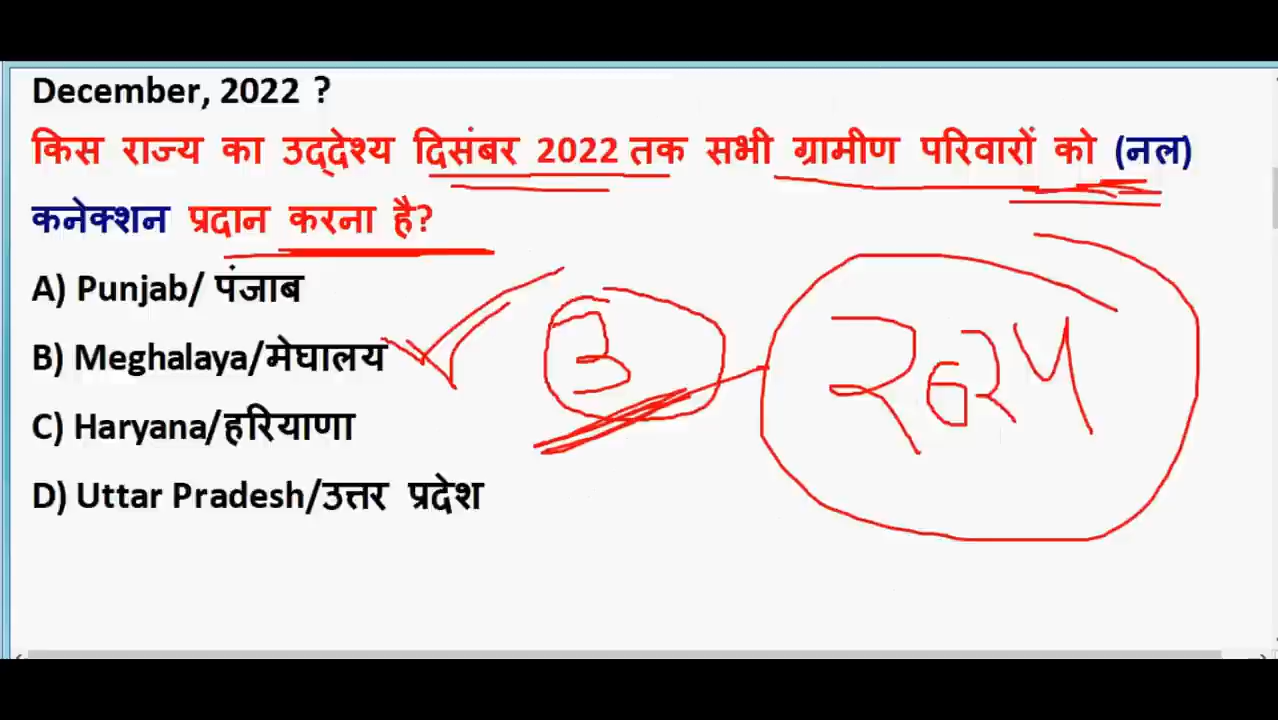 December, 2022 ?
किस राज्य का उद्देश्य दिसंबर 2022 तक सभी ग्रामीण परिवारों को (नल)
कनेक्शन प्रदान करना है?
A) Punjab/ पंजाब
B) Meghalaya/मेघालय
C) Haryana/हरियाणा
D) Uttar Pradesh/उत्तर प्रदेश